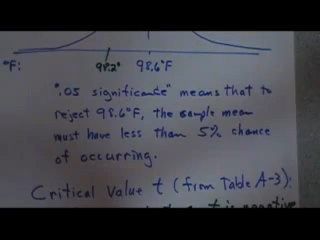 °F: 98.2° 98.6°F
".05 significance" means that to
reject 98.6°F, the sample mean
must have less than 5% chance
of occurring.
Critical Value t (from Table A-3):
t is negative